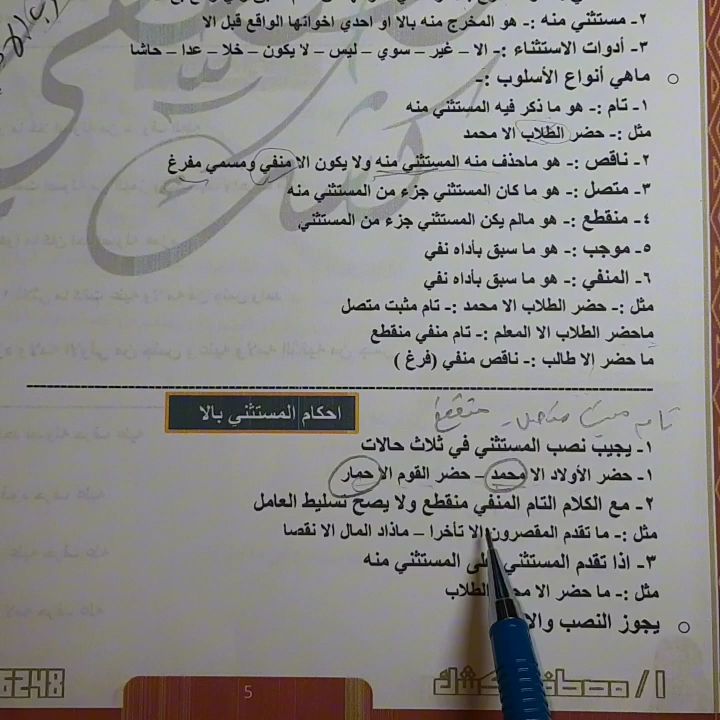 ٢- مستثني منه :- هو المخرج منه بالا او احدي اخواتها الواقع قبل الا
٣- أدوات الاستثناء :- الا – غير – سوي – ليس – لا يكون – خلا – عدا – حاشا
ماهي أنواع الأسلوب :-
١- تام :- هو ما ذكر فيه المستثني منه
مثل :- حضر الطلاب الا محمد
٢- ناقص :- هو ماحذف منه المستثني منه ولا يكون الا منفي ومسمي مفرغ
٣- متصل :- هو ما كان المستثني جزء من المستثني منه
٤- منقطع :- هو مالم يكن المستثني جزء من المستثني
٥- موجب :- هو ما سبق بأداه نفي
٦- المنفي :- هو ما سبق بأداه نفي
مثل :- حضر الطلاب الا محمد :- تام مثبت متصل
ماحضر الطلاب الا المعلم :- تام منفي منقطع
ما حضر إلا طالب :- ناقص منفي (فرغ )
احكام المستثني بالا
تام مثبت متصل - منقطع
١- يجيب نصب المستثني في ثلاث حالات
١- حضر الأولاد الا محمد – حضر القوم الا حمار
٢- مع الكلام التام المنفي منقطع ولا يصح تسليط العامل
مثل :- ما تقدم المقصرون الا تأخرا – ماذاد المال الا نقصا
٣- اذا تقدم المستثني على المستثني منه
مثل :- ما حضر الا الطلاب
يجوز النصب
أ / مصطفي كشك
5
6248